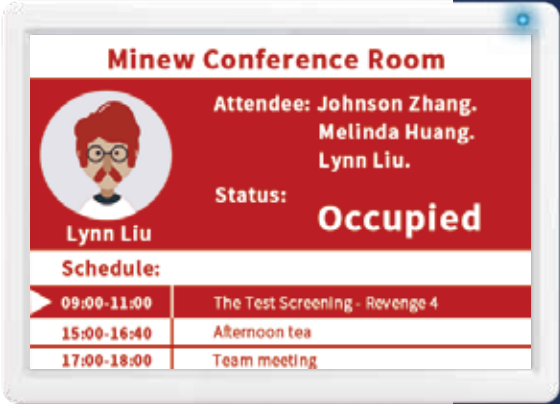 Minew Conference Room
Attendee: Johnson Zhang.
Melinda Huang.
Lynn Liu.
Status:
Occupied
Lynn Liu
Schedule:
09:00-11:00 The Test Screening - Revenge 4
15:00-16:40 Afternoon tea
17:00-18:00 Team meeting